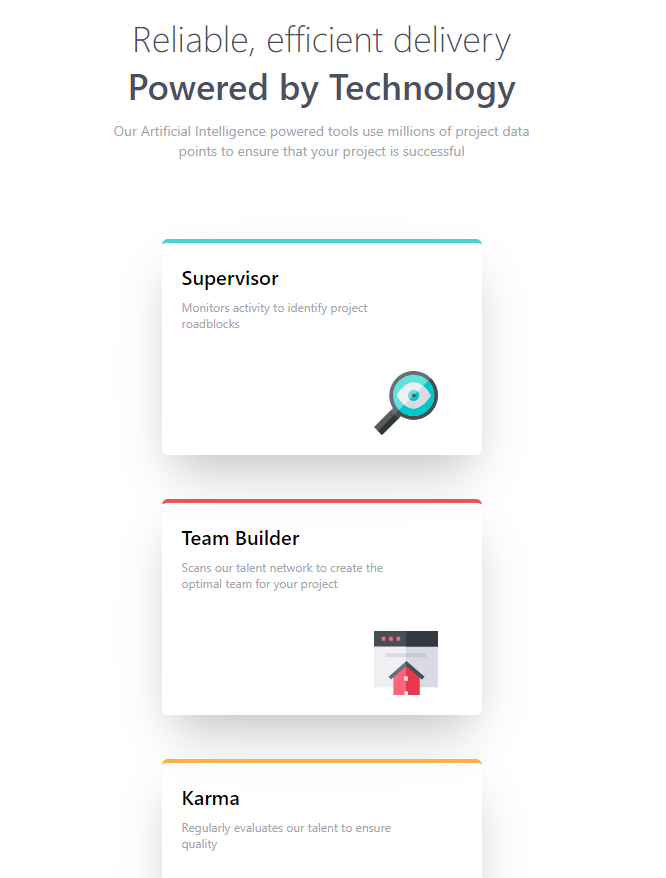 Reliable, efficient delivery
Powered by Technology
Our Artificial Intelligence powered tools use millions of project data
points to ensure that your project is successful
Supervisor
Monitors activity to identify project
roadblocks
Team Builder
Scans our talent network to create the
optimal team for your project
Karma
Regularly evaluates our talent to ensure
quality